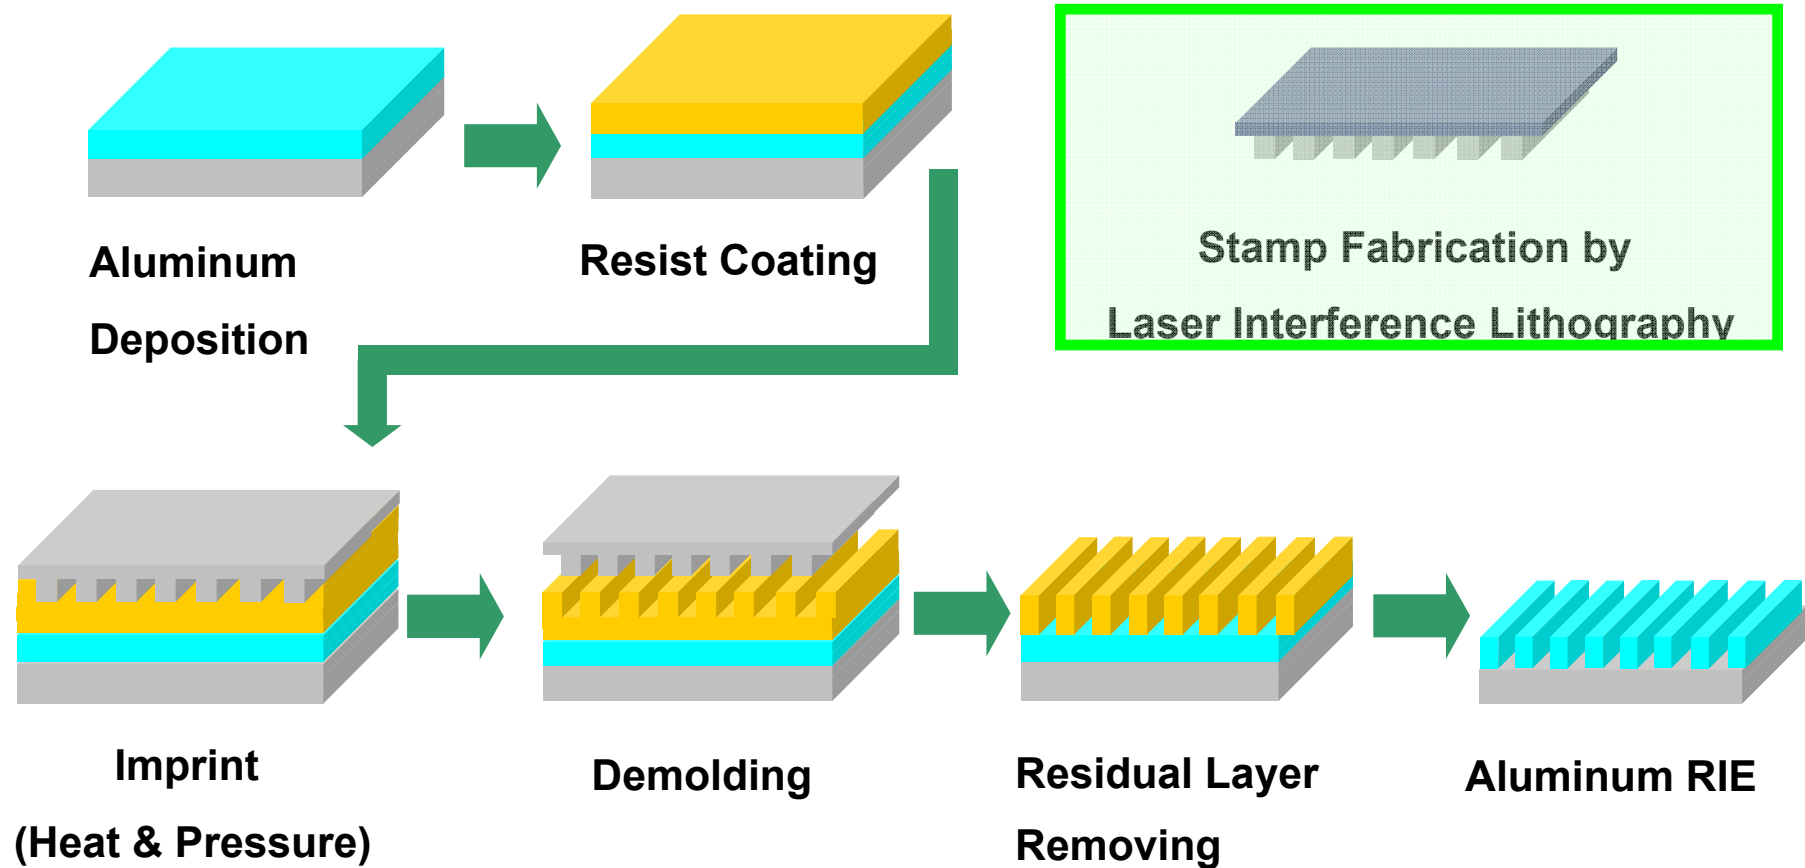 Aluminum
Deposition
Resist Coating
Stamp Fabrication by
Laser Interference Lithography
Imprint
(Heat & Pressure)
Demolding
Residual Layer
Removing
Aluminum RIE